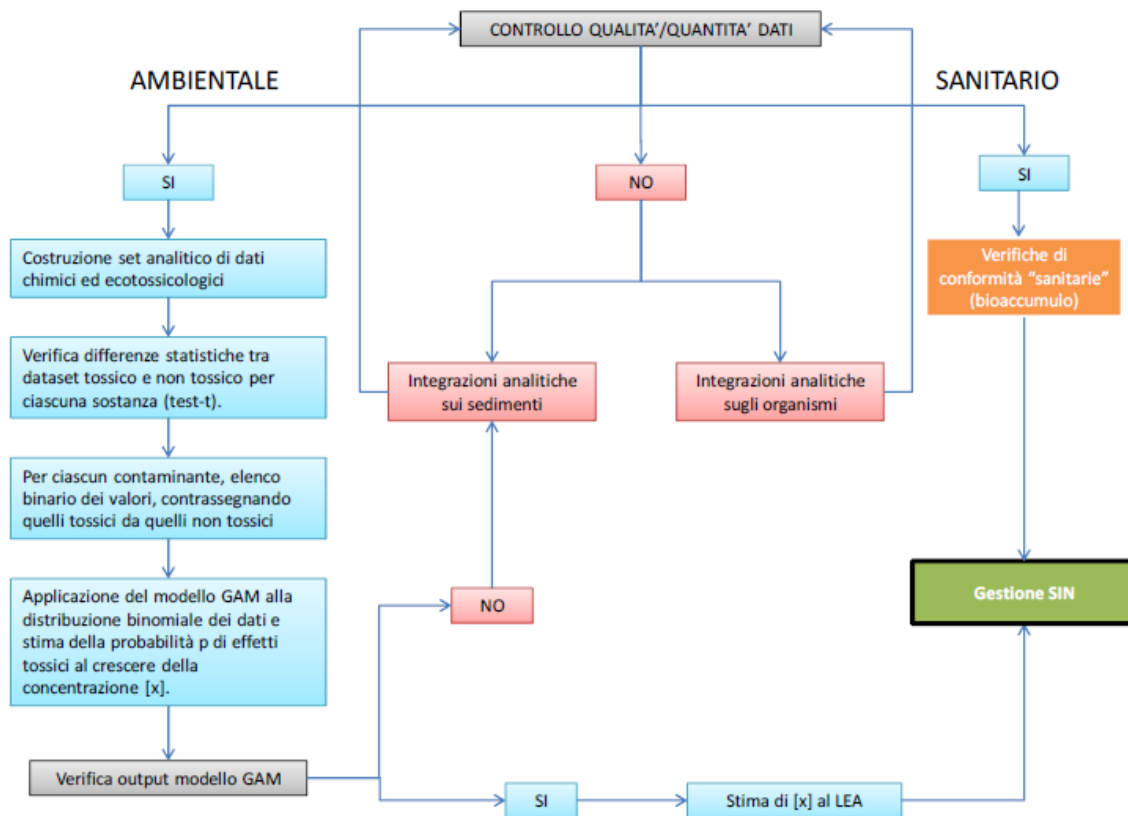 CONTROLLO QUALITA’/QUANTITA’ DATI
AMBIENTALE
SANITARIO
SI
NO
SI
Costruzione set analitico di dati
chimici ed ecotossicologici
Verifiche di
conformità “sanitarie”
(bioaccumulo)
Verifica differenze statistiche tra
dataset tossico e non tossico per
ciascuna sostanza (test-t).
Integrazioni analitiche
sui sedimenti
Integrazioni analitiche
sugli organismi
Per ciascun contaminante, elenco
binario dei valori, contrassegnando
quelli tossici da quelli non tossici
Applicazione del modello GAM alla
distribuzione binomiale dei dati e
stima della probabilità p di effetti
tossici al crescere della
concentrazione [x].
NO
Gestione SIN
Verifica output modello GAM
SI
Stima di [x] al LEA